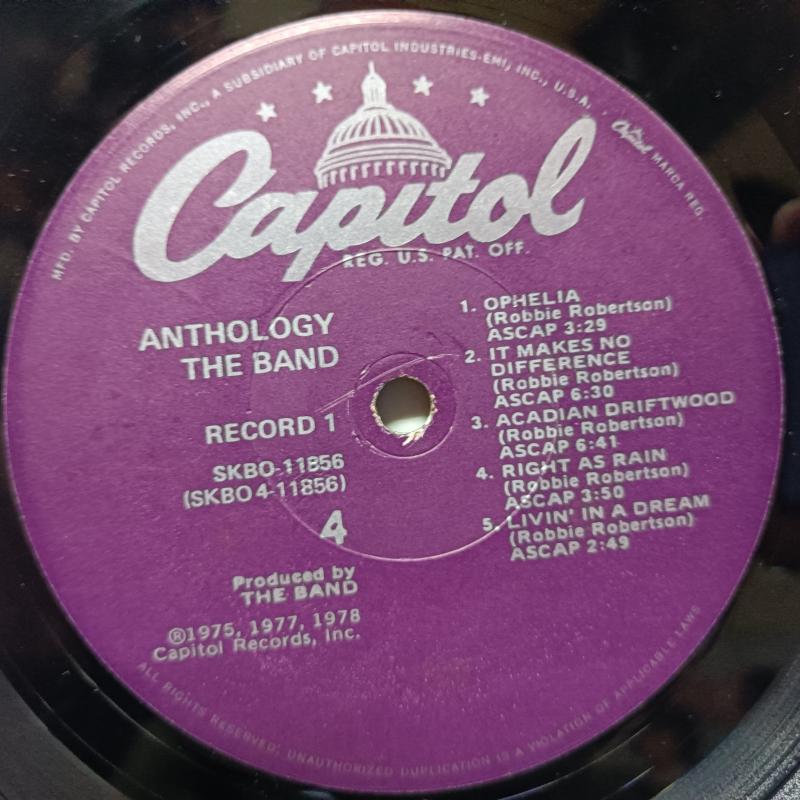 MFD. BY CAPITOL RECORDS, INC., A SUBSIDIARY OF CAPITOL INDUSTRIES-EMI, INC., U.S.A.
Capitol MARCA REG.
Capitol
REG. U.S. PAT. OFF.
ANTHOLOGY
THE BAND
RECORD 1
SKBO-11856
(SKBO 4-11856)
4
Produced by
THE BAND
®1975, 1977, 1978
Capitol Records, Inc.
1. OPHELIA
(Robbie Robertson)
ASCAP 3:29
2. IT MAKES NO
DIFFERENCE
(Robbie Robertson)
ASCAP 6:30
3. ACADIAN DRIFTWOOD
(Robbie Robertson)
ASCAP 6:41
4. RIGHT AS RAIN
(Robbie Robertson)
ASCAP 3:50
5. LIVIN' IN A DREAM
(Robbie Robertson)
ASCAP 2:49
ALL RIGHTS RESERVED: UNAUTHORIZED DUPLICATION IS A VIOLATION OF APPLICABLE LAWS